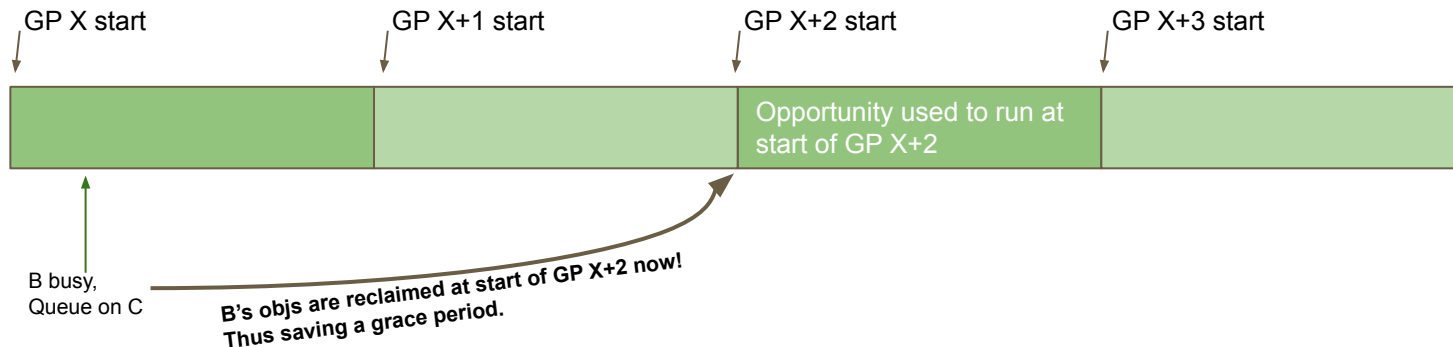 GP X start
GP X+1 start
GP X+2 start
GP X+3 start
Opportunity used to run at
start of GP X+2
B busy,
Queue on C
B’s objs are reclaimed at start of GP X+2 now!
Thus saving a grace period.